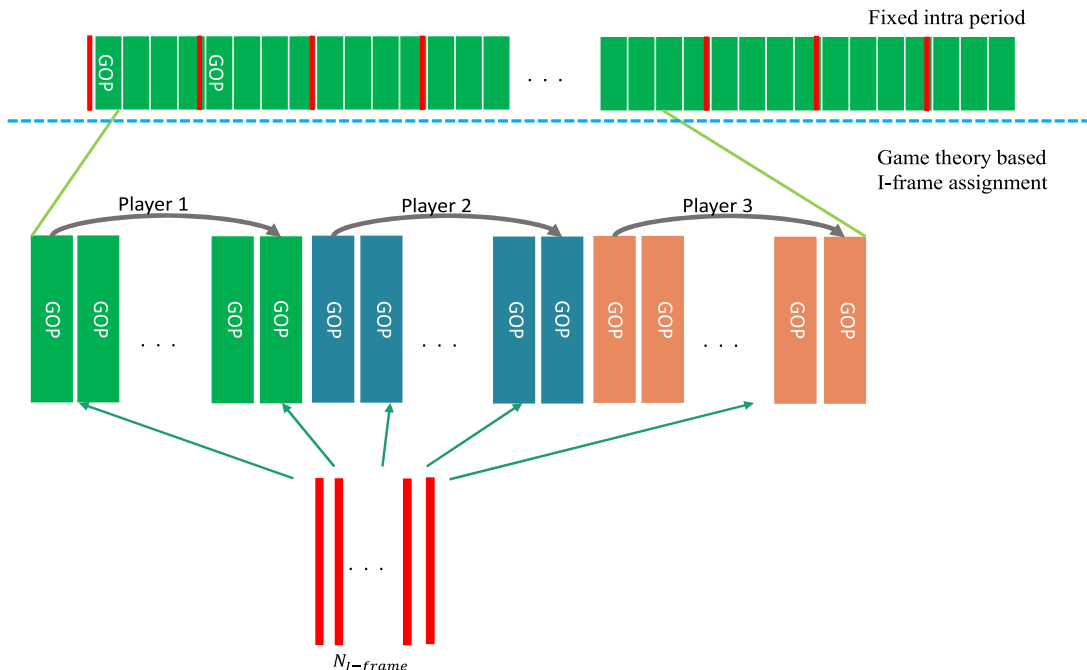 Fixed intra period
GOP GOP
. . .
Game theory based
I-frame assignment
Player 1 Player 2 Player 3
GOP GOP . . . GOP GOP GOP GOP . . . GOP GOP GOP GOP . . . GOP GOP
. . .
N_{I-frame}